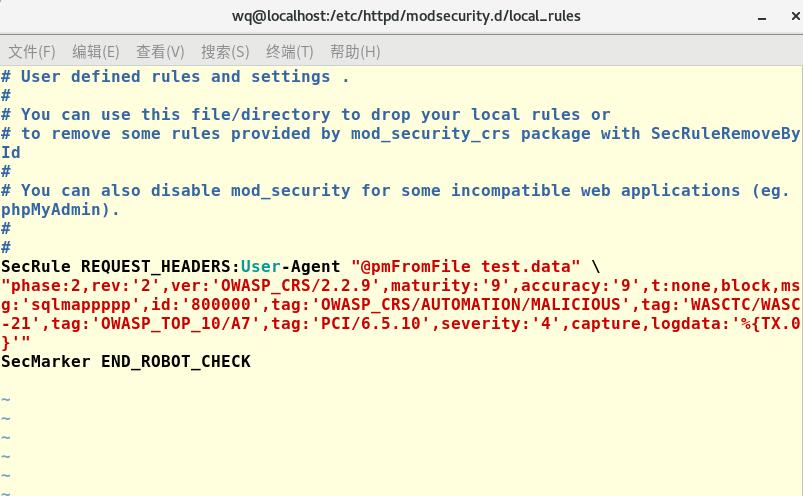 wq@localhost:/etc/httpd/modsecurity.d/local_rules
文件(F) 编辑(E) 查看(V) 搜索(S) 终端(T) 帮助(H)
# User defined rules and settings .
#
# You can use this file/directory to drop your local rules or
# to remove some rules provided by mod_security_crs package with SecRuleRemoveBy
Id
#
# You can also disable mod_security for some incompatible web applications (eg.
phpMyAdmin).
#
#
SecRule REQUEST_HEADERS:User-Agent "@pmFromFile test.data" \
"phase:2,rev:'2',ver:'OWASP_CRS/2.2.9',maturity:'9',accuracy:'9',t:none,block,ms
g:'sqlmappppp',id:'800000',tag:'OWASP_CRS/AUTOMATION/MALICIOUS',tag:'WASCTC/WASC
-21',tag:'OWASP_TOP_10/A7',tag:'PCI/6.5.10',severity:'4',capture,logdata:'%{TX.0
}'"
SecMarker END_ROBOT_CHECK
~
~
~
~
~
~